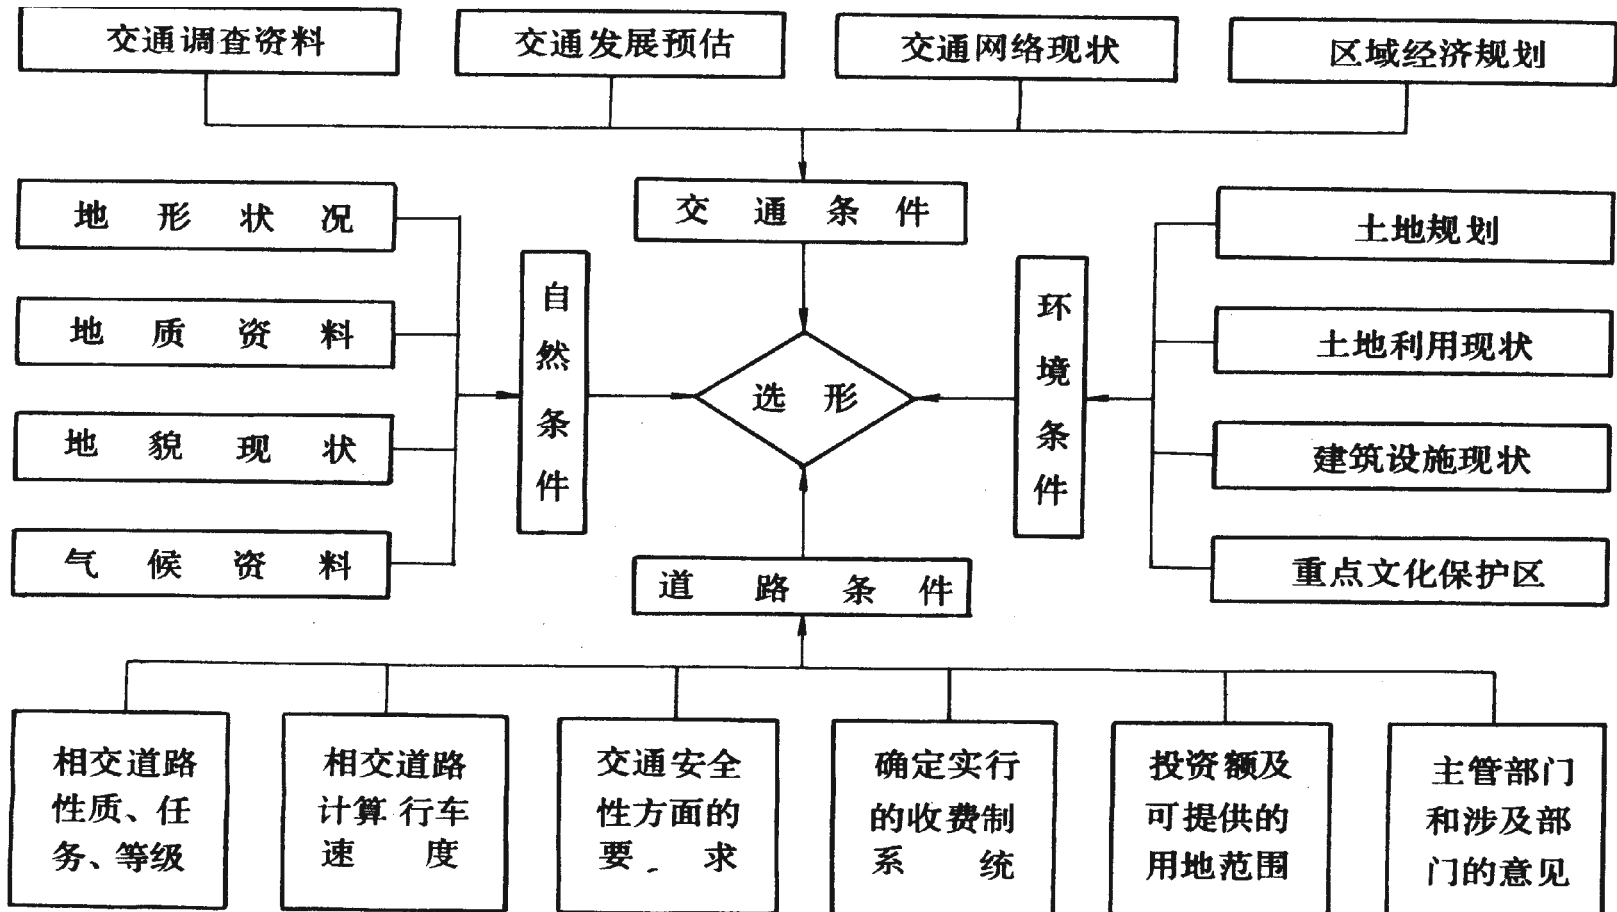 交通调查资料
交通发展预估
交通网络现状
区域经济规划
交通条件
地形状况
地质资料
地貌现状
气候资料
自然条件
选形
环境条件
土地规划
土地利用现状
建筑设施现状
重点文化保护区
道路条件
相交道路
性质、任
务、等级
相交道路
计算行车
速度
交通安全
性方面的
要求
确定实行
的收费制
系统
投资额及
可提供的
用地范围
主管部门
和涉及部
门的意见